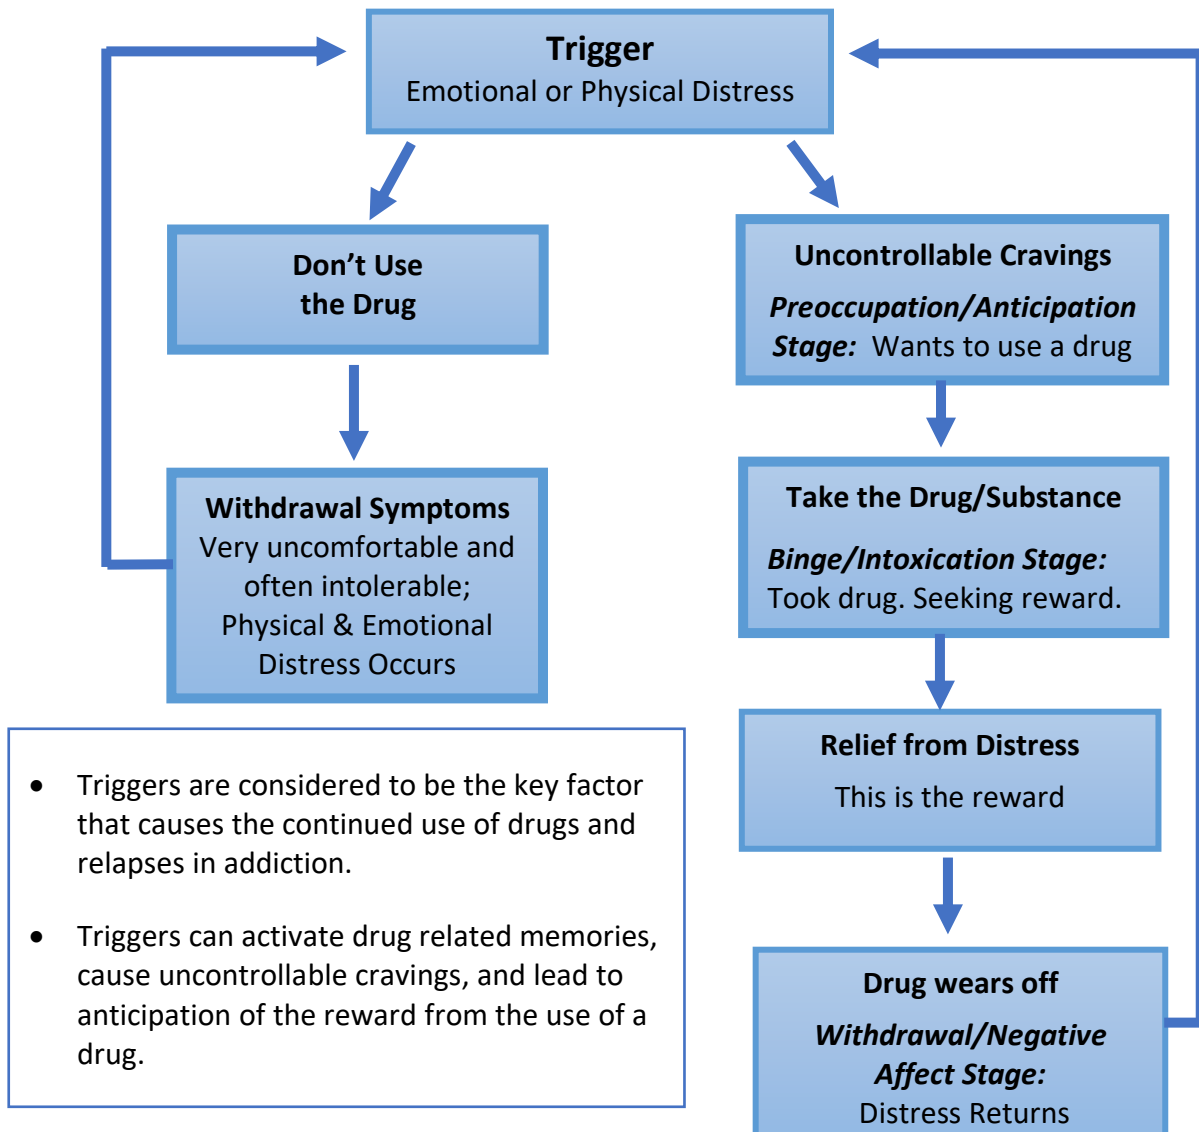 Trigger
Emotional or Physical Distress
Don’t Use
the Drug
Withdrawal Symptoms
Very uncomfortable and
often intolerable;
Physical & Emotional
Distress Occurs
Uncontrollable Cravings
Preoccupation/Anticipation
Stage: Wants to use a drug
Take the Drug/Substance
Binge/Intoxication Stage:
Took drug. Seeking reward.
Relief from Distress
This is the reward
Drug wears off
Withdrawal/Negative
Affect Stage:
Distress Returns
• Triggers are considered to be the key factor
that causes the continued use of drugs and
relapses in addiction.
• Triggers can activate drug related memories,
cause uncontrollable cravings, and lead to
anticipation of the reward from the use of a
drug.